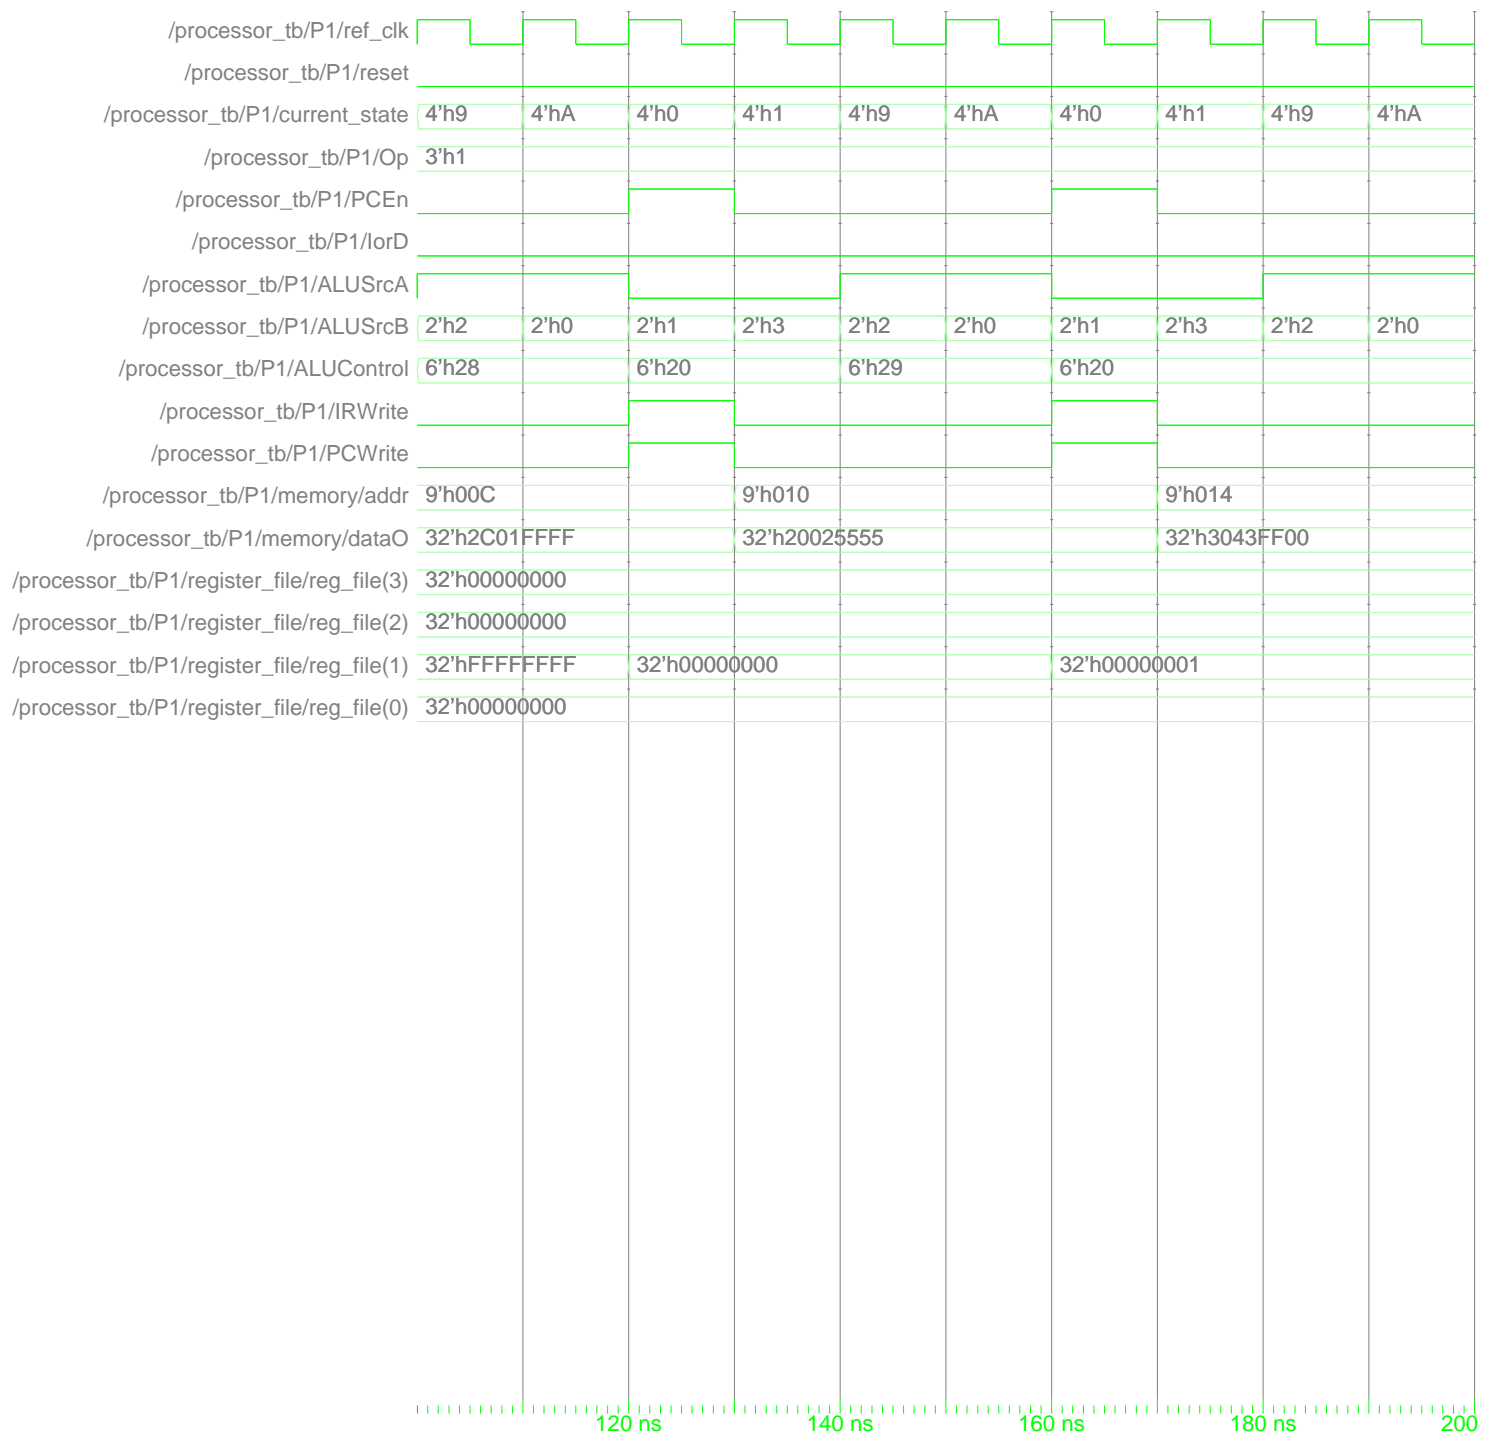 /processor_tb/P1/ref_clk
/processor_tb/P1/reset
/processor_tb/P1/current_state 4'h9 4'hA 4'h0 4'h1 4'h9 4'hA 4'h0 4'h1 4'h9 4'hA
/processor_tb/P1/Op 3'h1
/processor_tb/P1/PCEn
/processor_tb/P1/IorD
/processor_tb/P1/ALUSrcA
/processor_tb/P1/ALUSrcB 2'h2 2'h0 2'h1 2'h3 2'h2 2'h0 2'h1 2'h3 2'h2 2'h0
/processor_tb/P1/ALUControl 6'h28 6'h20 6'h29 6'h20
/processor_tb/P1/IRWrite
/processor_tb/P1/PCWrite
/processor_tb/P1/memory/addr 9'h00C 9'h010 9'h014
/processor_tb/P1/memory/dataO 32'h2C01FFFF 32'h20025555 32'h3043FF00
/processor_tb/P1/register_file/reg_file(3) 32'h00000000
/processor_tb/P1/register_file/reg_file(2) 32'h00000000
/processor_tb/P1/register_file/reg_file(1) 32'hFFFFFFFF 32'h00000000 32'h00000001
/processor_tb/P1/register_file/reg_file(0) 32'h00000000
120 ns 140 ns 160 ns 180 ns 200